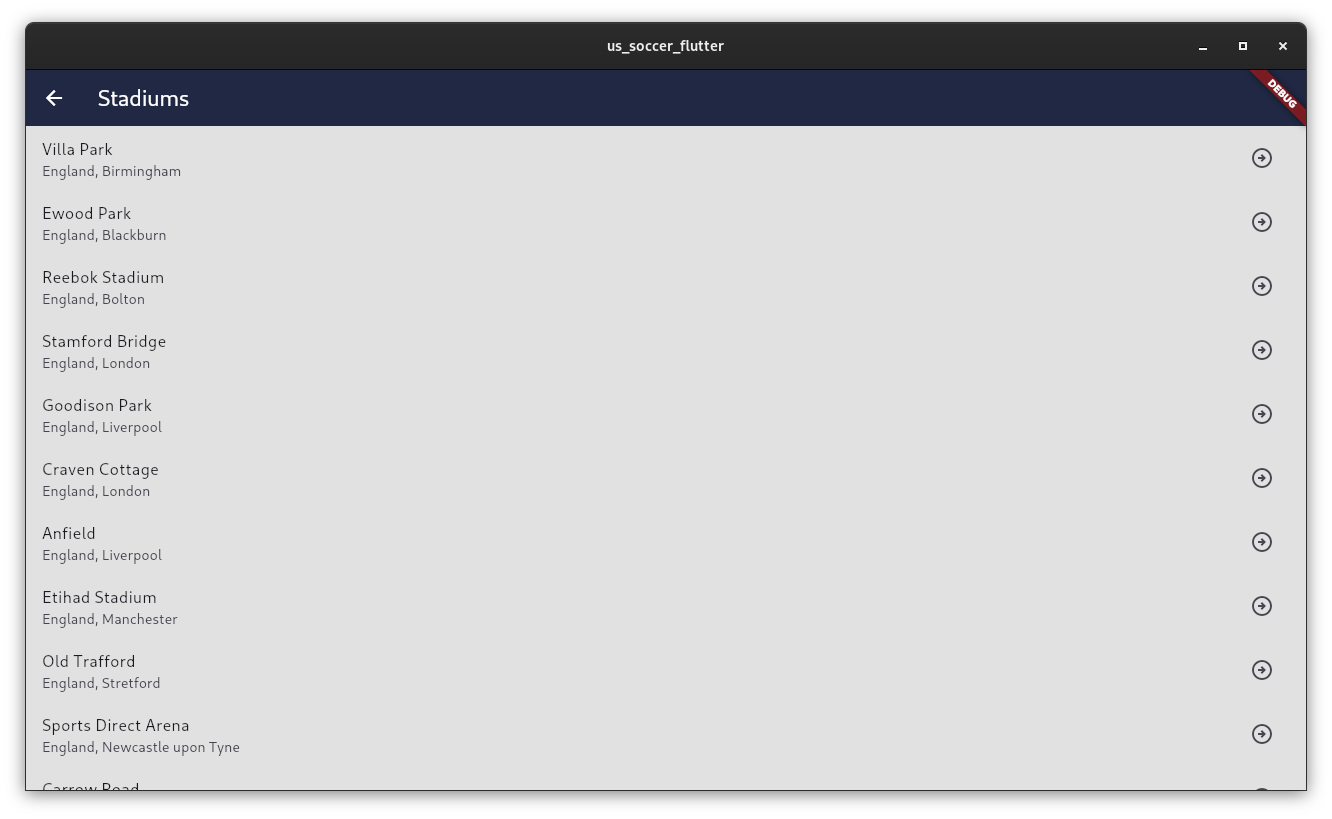 us_soccer_flutter
Stadiums
DEBUG
Villa Park
England, Birmingham
Ewood Park
England, Blackburn
Reebok Stadium
England, Bolton
Stamford Bridge
England, London
Goodison Park
England, Liverpool
Craven Cottage
England, London
Anfield
England, Liverpool
Etihad Stadium
England, Manchester
Old Trafford
England, Stretford
Sports Direct Arena
England, Newcastle upon Tyne
Carrow Road